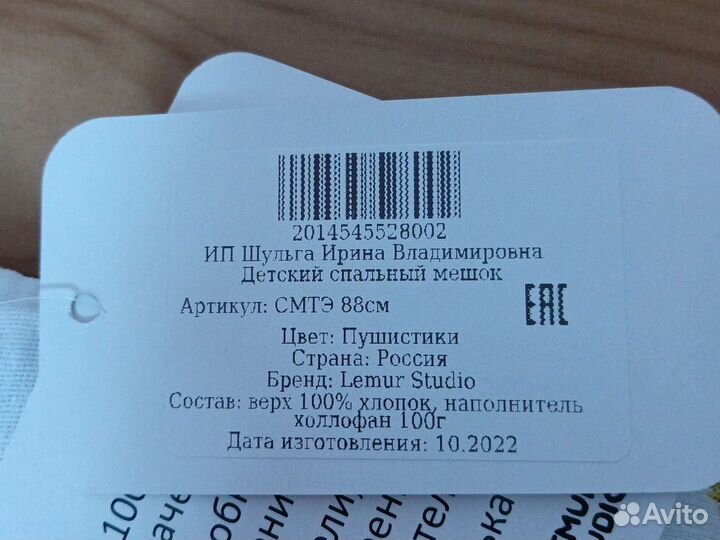 2014545528002
ИП Шульга Ирина Владимировна
Детский спальный мешок
Артикул: СМТЭ 88см
EAC
Цвет: Пушистики
Страна: Россия
Бренд: Lemur Studio
Состав: верх 100% хлопок, наполнитель
холлофан 100г
Дата изготовления: 10.2022
100
Avito